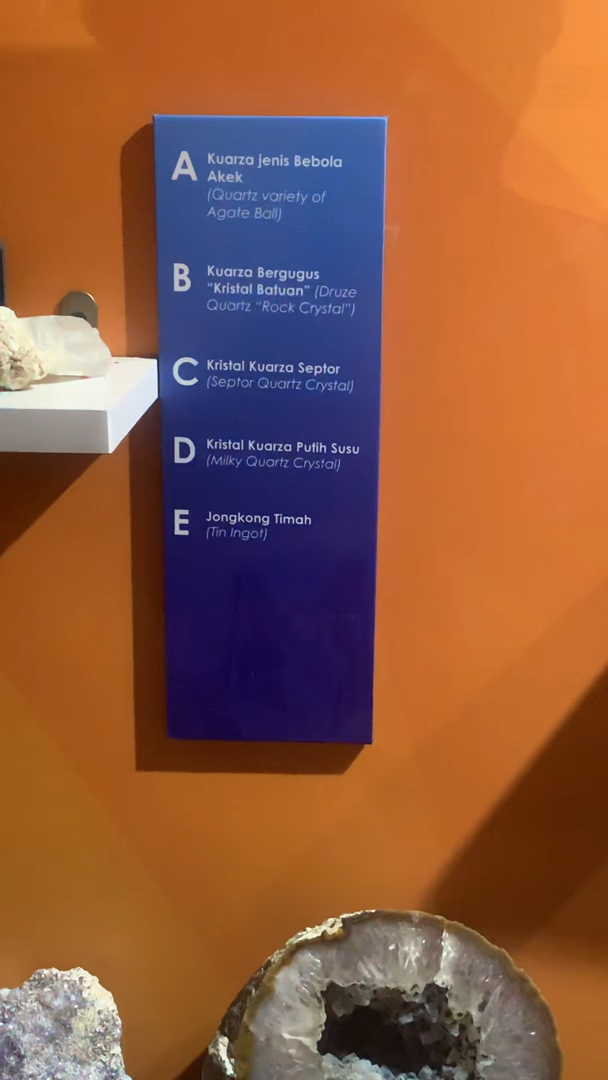 A
Kuarza jenis Bebola
Akek
(Quartz variety of
Agate Ball)
B
Kuarza Bergugus
“Kristal Batuan” (Druze
Quartz “Rock Crystal”)
C
Kristal Kuarza Septor
(Septor Quartz Crystal)
D
Kristal Kuarza Putih Susu
(Milky Quartz Crystal)
E
Jongkong Timah
(Tin Ingot)